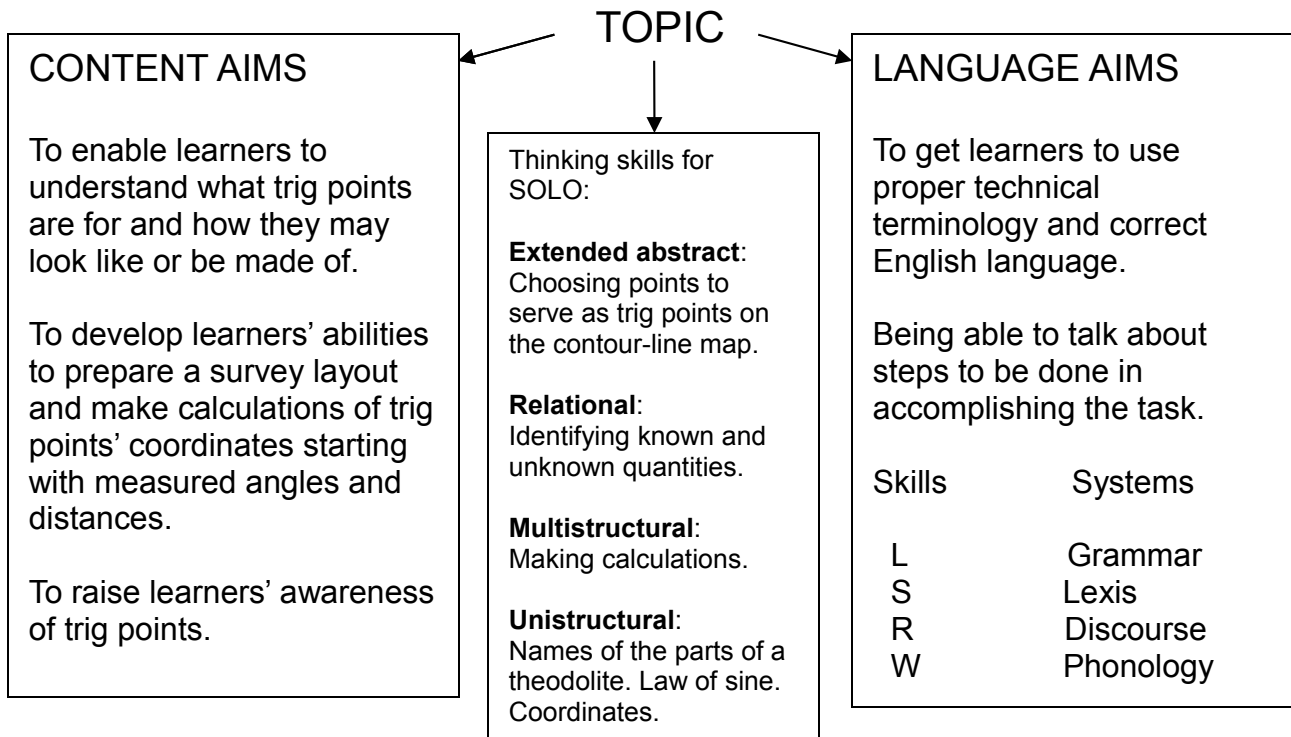 TOPIC
CONTENT AIMS
To enable learners to
understand what trig points
are for and how they may
look like or be made of.
To develop learners’ abilities
to prepare a survey layout
and make calculations of trig
points’ coordinates starting
with measured angles and
distances.
To raise learners’ awareness
of trig points.
Thinking skills for
SOLO:
Extended abstract:
Choosing points to
serve as trig points on
the contour-line map.
Relational:
Identifying known and
unknown quantities.
Multistructural:
Making calculations.
Unistructural:
Names of the parts of a
theodolite. Law of sine.
Coordinates.
LANGUAGE AIMS
To get learners to use
proper technical
terminology and correct
English language.
Being able to talk about
steps to be done in
accomplishing the task.
Skills Systems
L Grammar
S Lexis
R Discourse
W Phonology